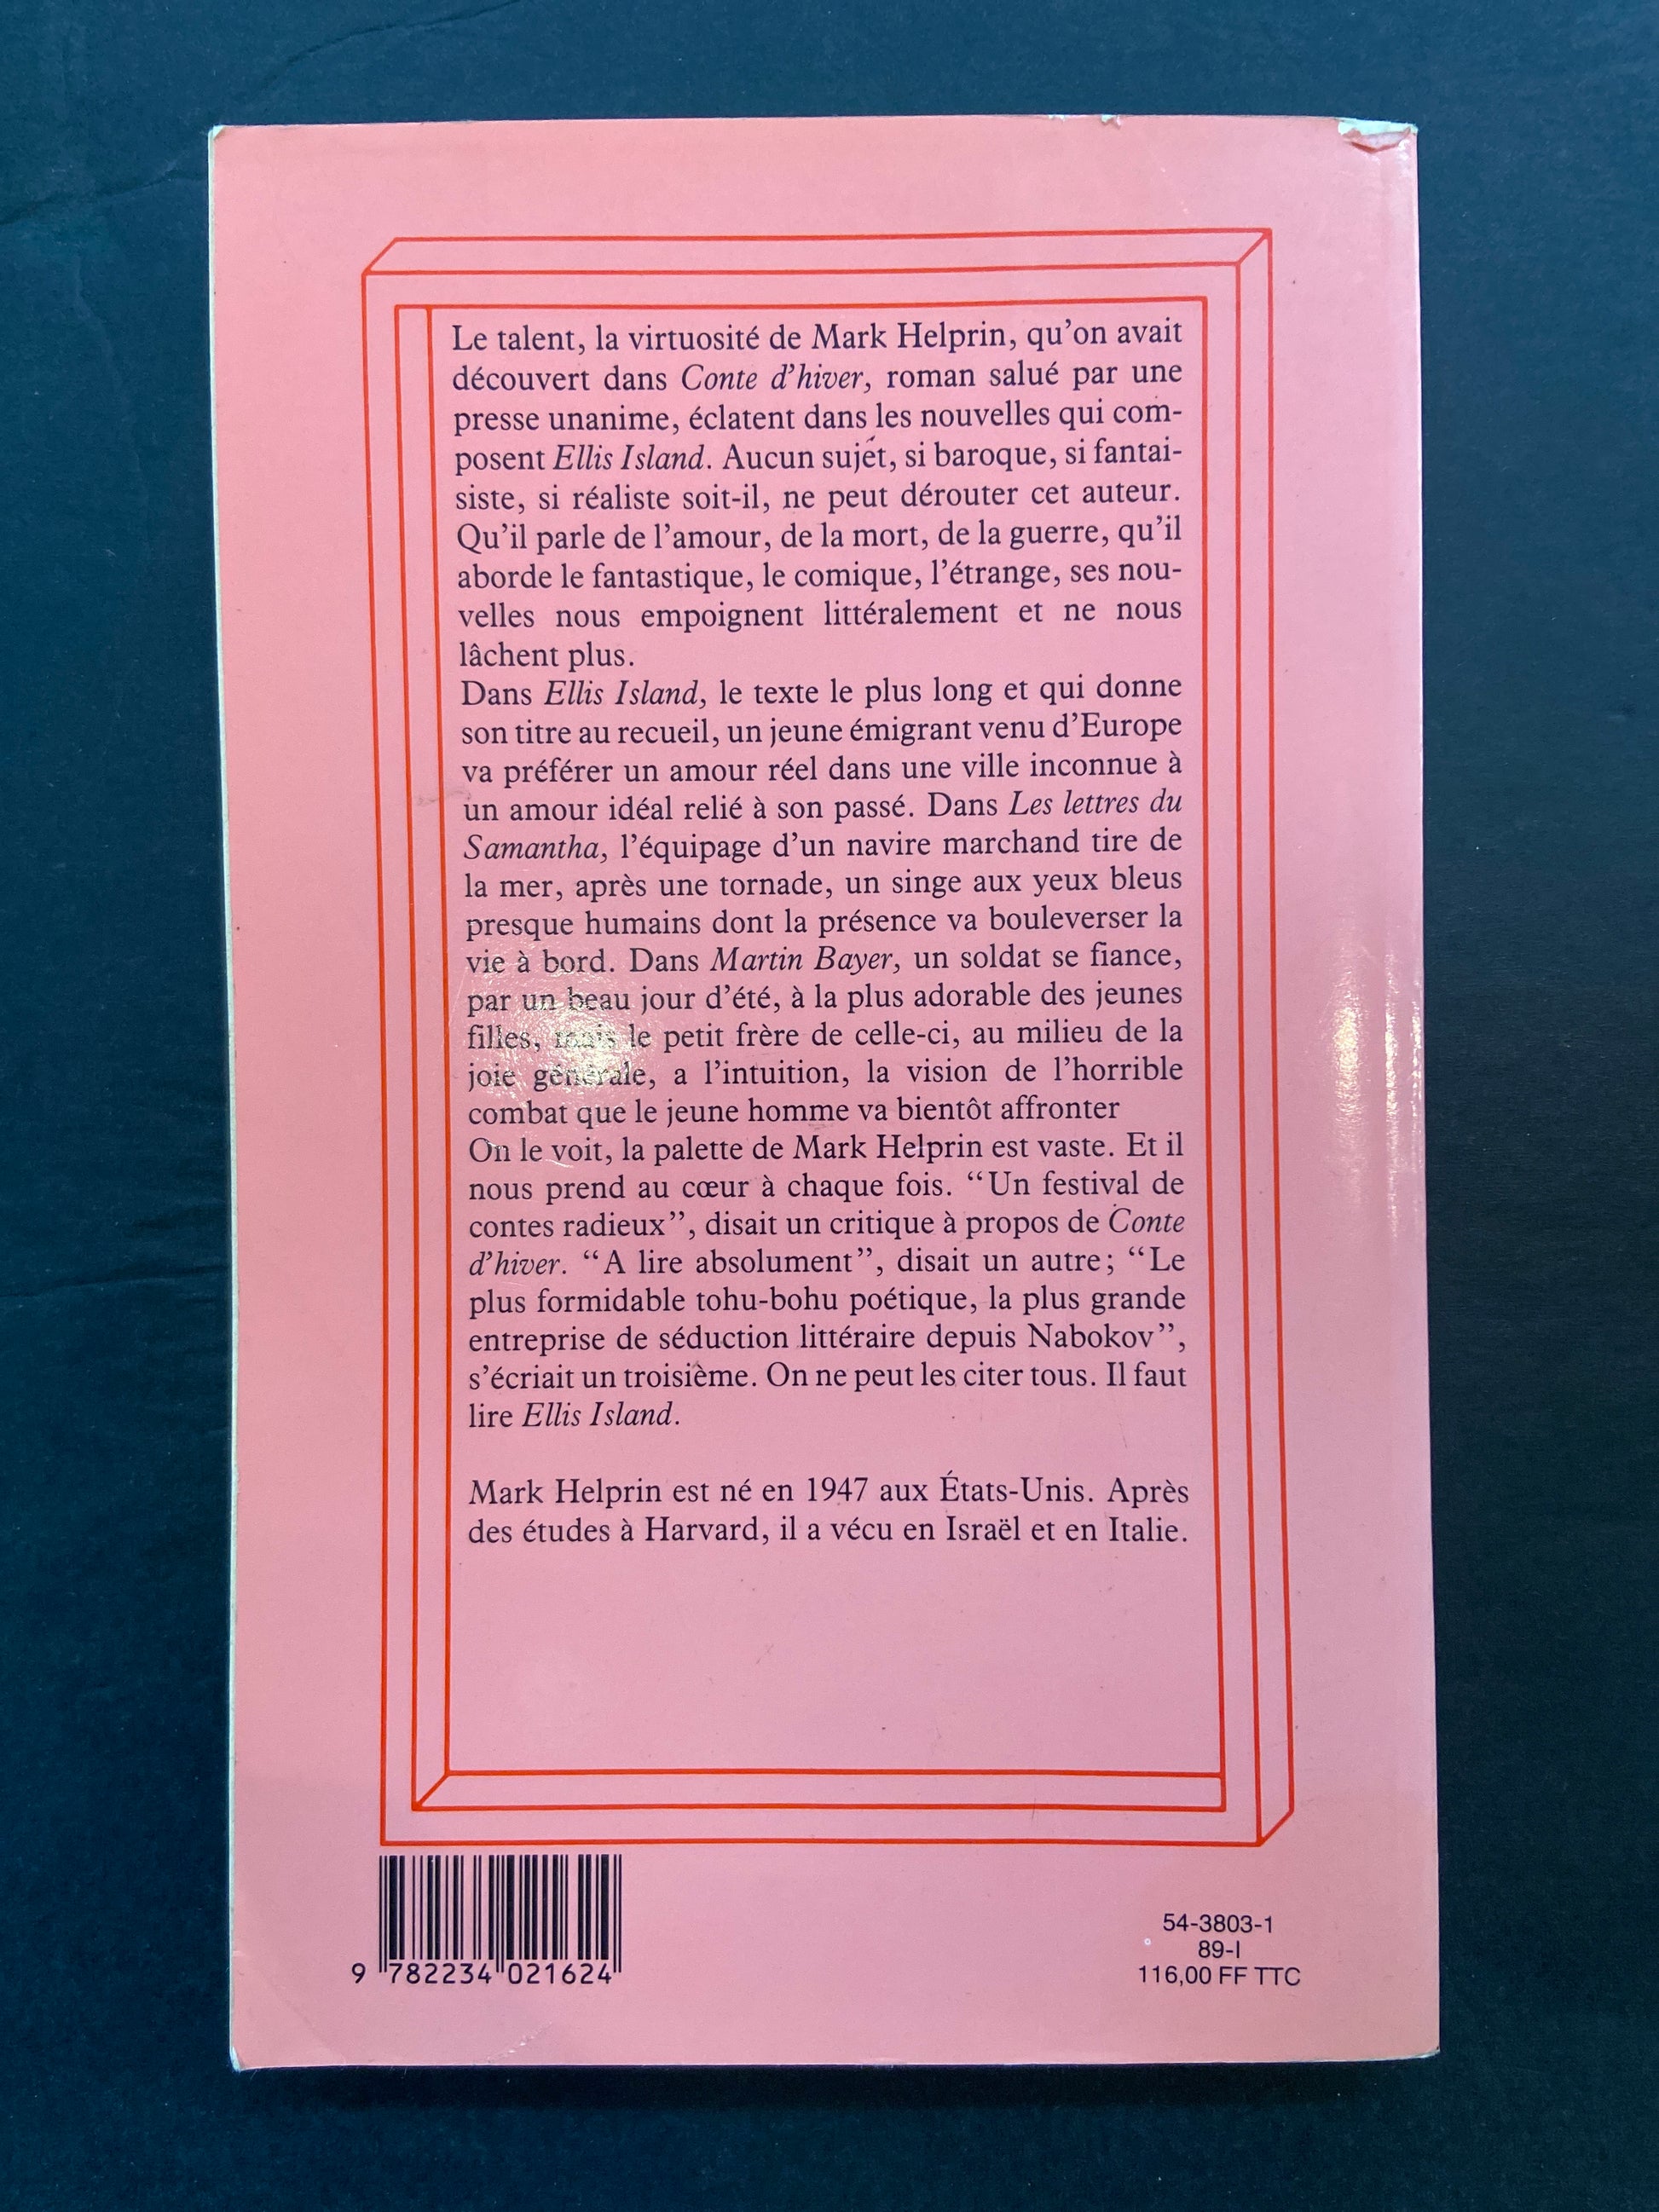 Le talent, la virtuosité de Mark Helprin, qu’on avait
découvert dans Conte d’hiver, roman salué par une
presse unanime, éclatent dans les nouvelles qui com-
posent Ellis Island. Aucun sujet, si baroque, si fantai-
siste, si réaliste soit-il, ne peut dérouter cet auteur.
Qu’il parle de l’amour, de la mort, de la guerre, qu’il
aborde le fantastique, le comique, l’étrange, ses nou-
velles nous empoignent littéralement et ne nous
lâchent plus.
Dans Ellis Island, le texte le plus long et qui donne
son titre au recueil, un jeune émigrant venu d’Europe
va préférer un amour réel dans une ville inconnue à
un amour idéal relié à son passé. Dans Les lettres du
Samantha, l’équipage d’un navire marchand tire de
la mer, après une tornade, un singe aux yeux bleus
presque humains dont la présence va bouleverser la
vie à bord. Dans Martin Bayer, un soldat se fiance,
par un beau jour d’été, à la plus adorable des jeunes
filles, mais le petit frère de celle-ci, au milieu de la
joie générale, a l’intuition, la vision de l’horrible
combat que le jeune homme va bientôt affronter
On le voit, la palette de Mark Helprin est vaste. Et il
nous prend au cœur à chaque fois. “Un festival de
contes radieux”, disait un critique à propos de Conte
d’hiver. “A lire absolument”, disait un autre; “Le
plus formidable tohu-bohu poétique, la plus grande
entreprise de séduction littéraire depuis Nabokov”,
s’écriait un troisième. On ne peut les citer tous. Il faut
lire Ellis Island.
Mark Helprin est né en 1947 aux États-Unis. Après
des études à Harvard, il a vécu en Israël et en Italie.
9 782234 021624
54-3803-1
89-I
116,00 FF TTC